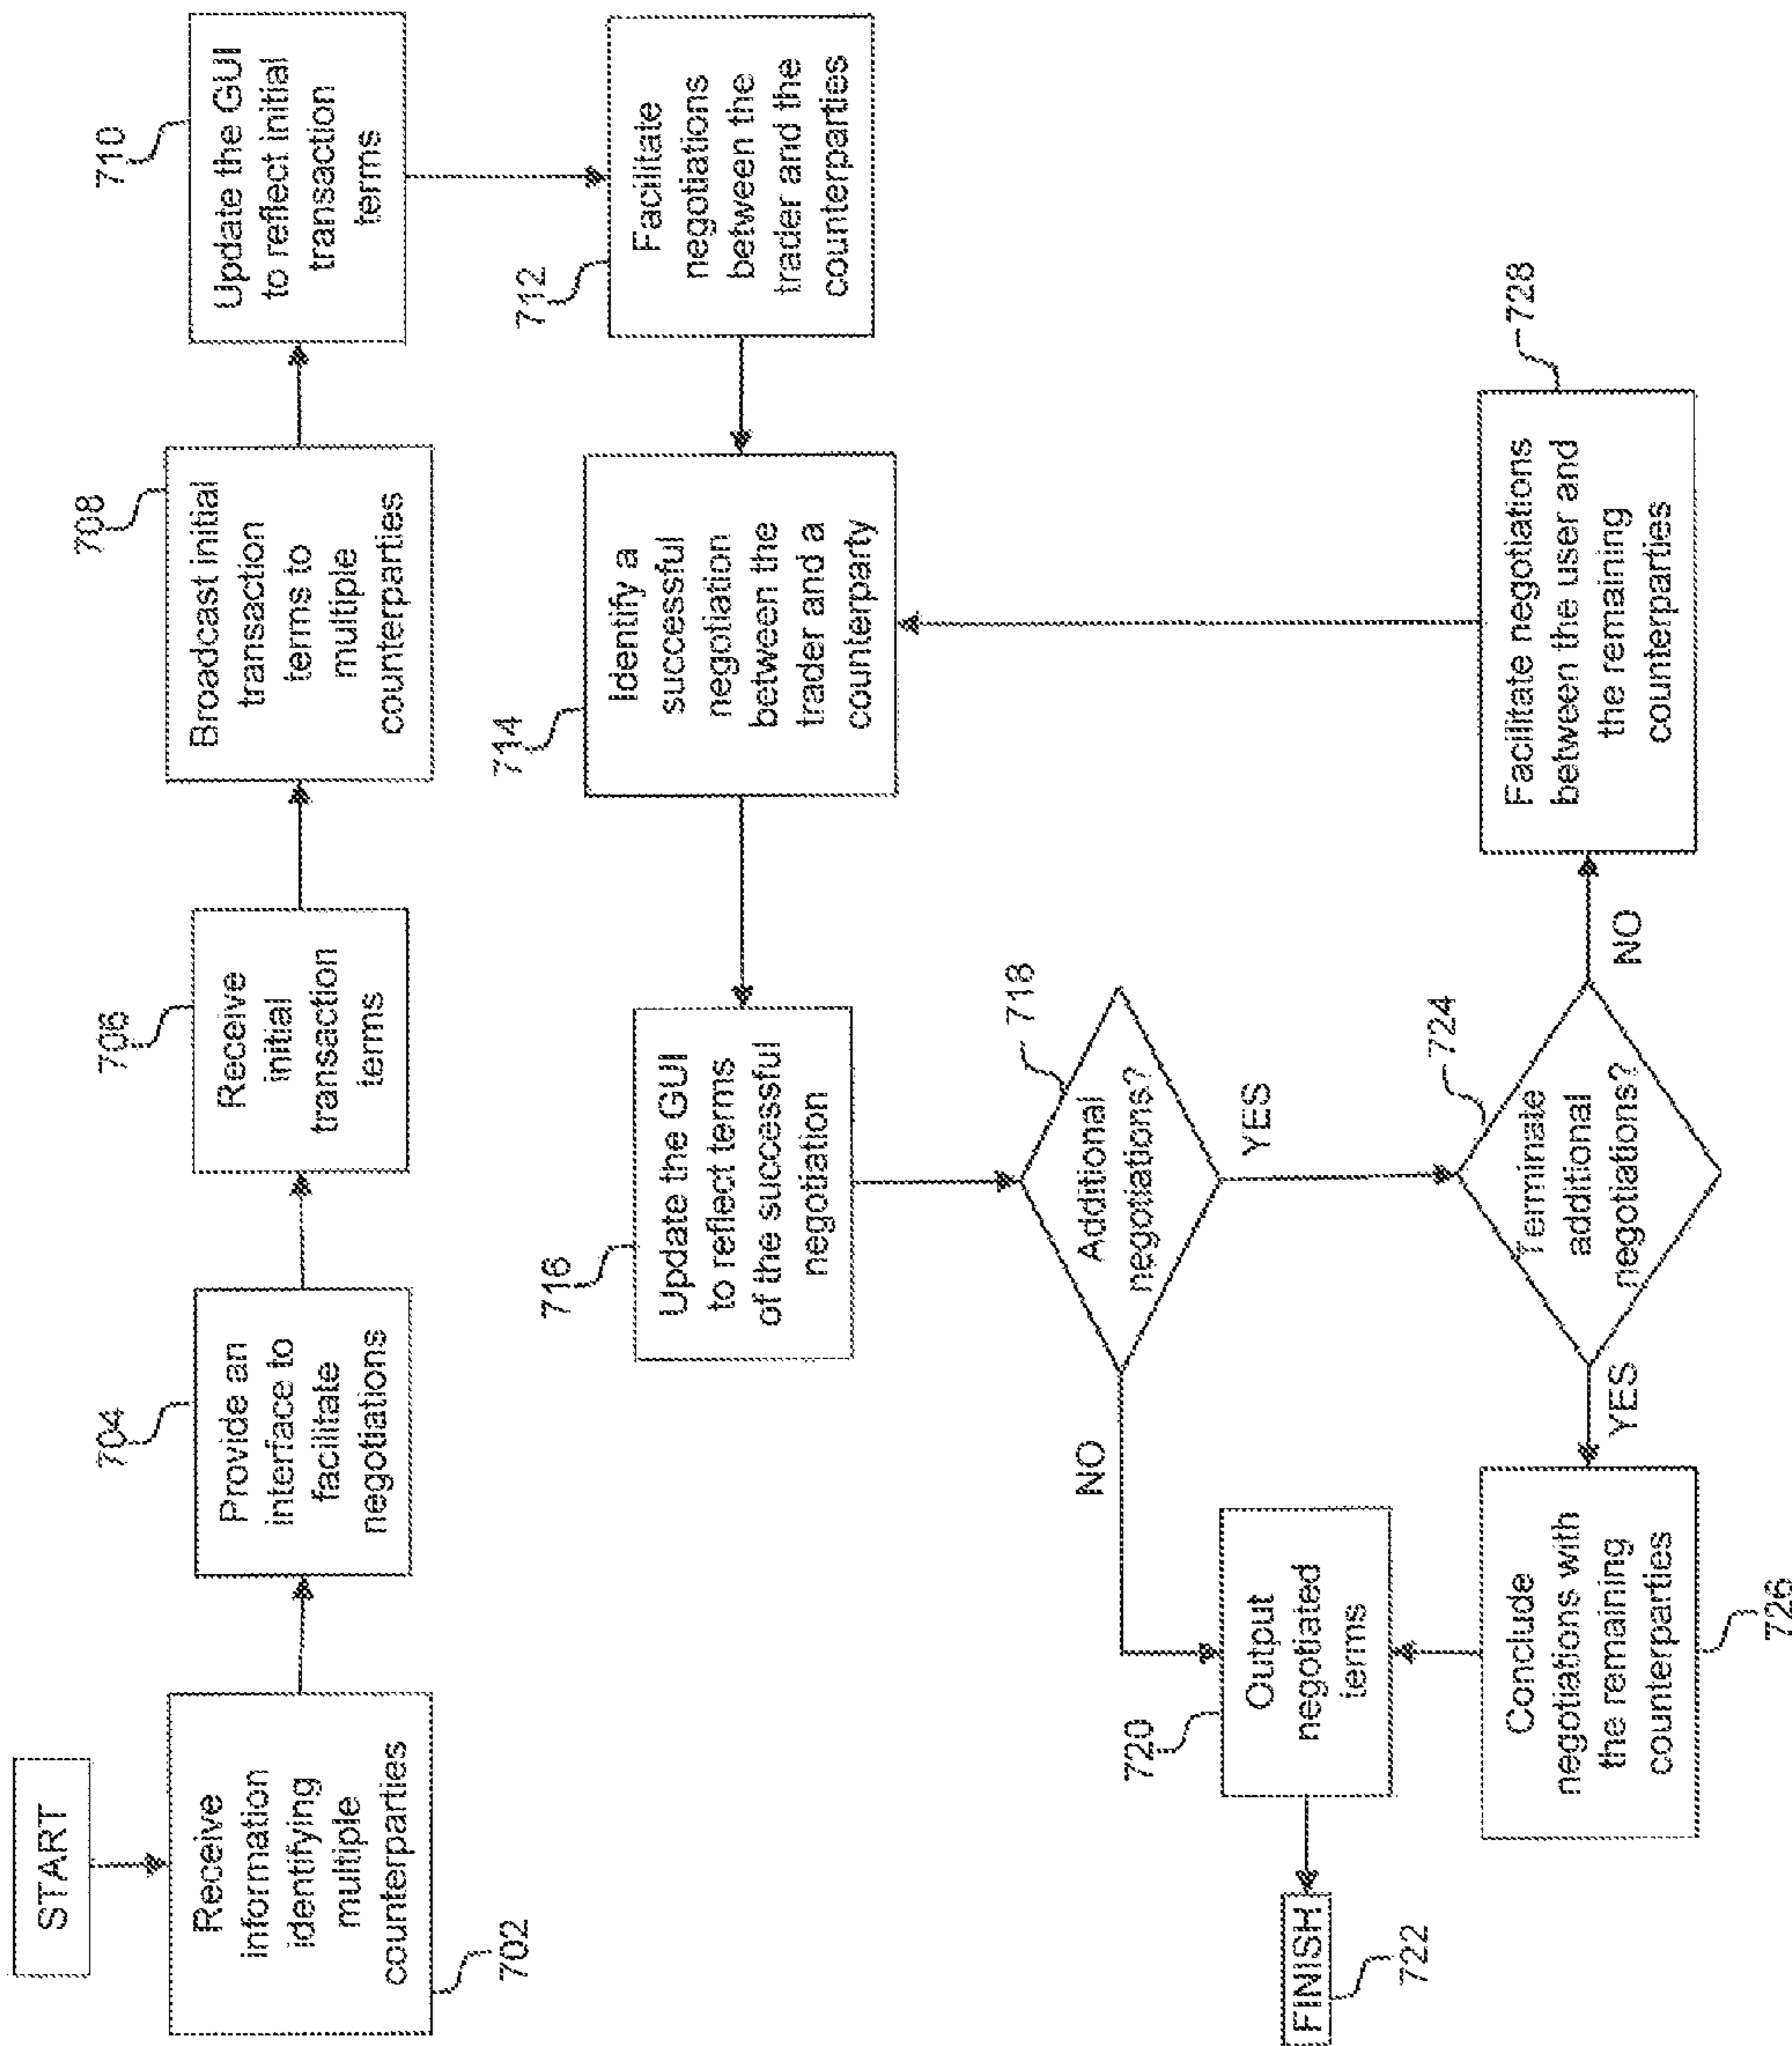 START
Receive
information
identifying
multiple
counterparties
702
704
Provide an
interface to
facilitate
negotiations
706
Receive
initial
transaction
terms
708
Broadcast initial
transaction
terms to
multiple
counterparties
710
Update the GUI
to reflect initial
transaction
terms
712
Facilitate
negotiations
between the
trader and the
counterparties
714
Identify a
successful
negotiation
between the
trader and a
counterparty
716
Update the GUI
to reflect terms
of the successful
negotiation
718
Additional
negotiations?
NO
YES
720
Output
negotiated
terms
FINISH
722
724
Terminate
additional
negotiations?
YES
NO
Conclude
negotiations with
the remaining
counterparties
726
728
Facilitate negotiations
between the user and
the remaining
counterparties